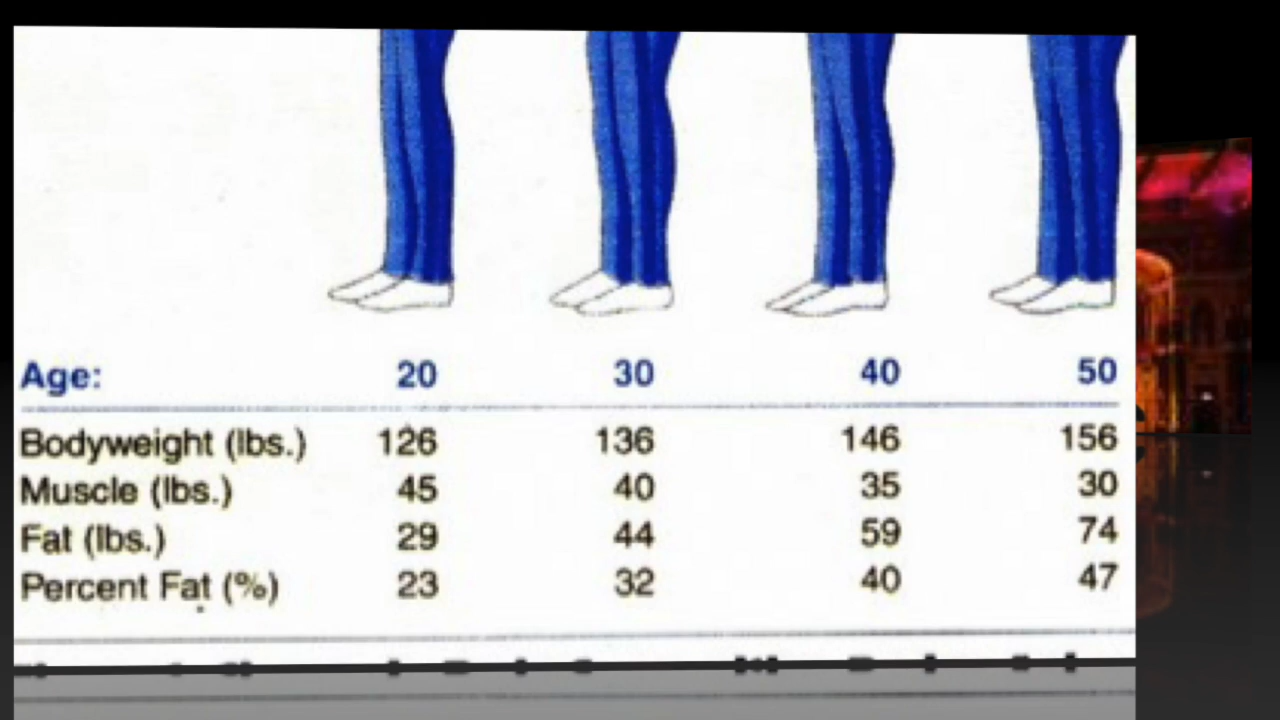 Age: 20 30 40 50
Bodyweight (lbs.) 126 136 146 156
Muscle (lbs.) 45 40 35 30
Fat (lbs.) 29 44 59 74
Percent Fat (%) 23 32 40 47